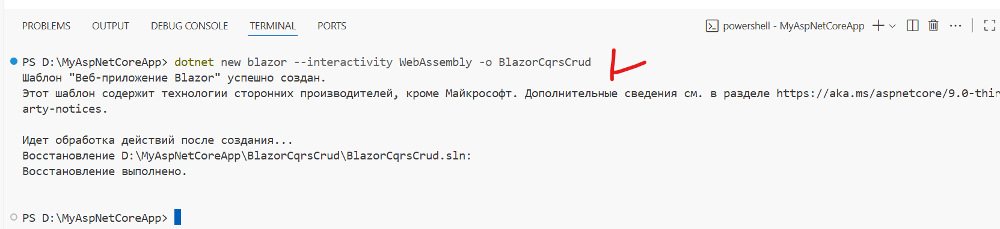 PROBLEMS OUTPUT DEBUG CONSOLE TERMINAL PORTS powershell - MyAspNetCoreApp
PS D:\MyAspNetCoreApp> dotnet new blazor --interactivity WebAssembly -o BlazorCqrsCrud
Шаблон "Веб-приложение Blazor" успешно создан.
Этот шаблон содержит технологии сторонних производителей, кроме Майкрософт. Дополнительные сведения см. в разделе https://aka.ms/aspnetcore/9.0-thir
arty-notices.
Идет обработка действий после создания...
Восстановление D:\MyAspNetCoreApp\BlazorCqrsCrud\BlazorCqrsCrud.sln:
Восстановление выполнено.
PS D:\MyAspNetCoreApp>